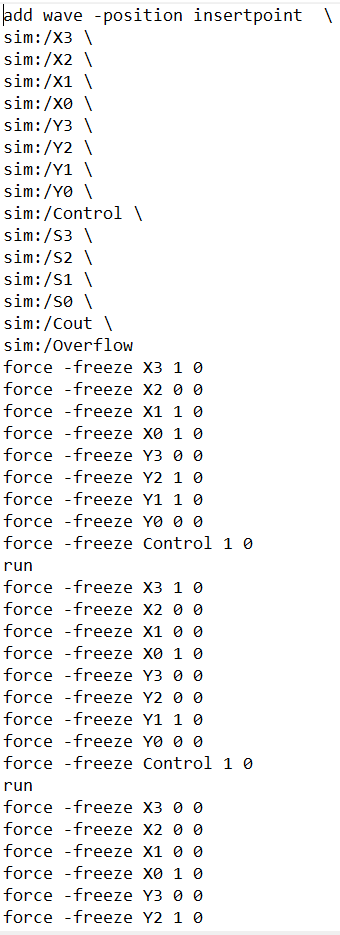 add wave -position insertpoint  \
sim:/X3 \
sim:/X2 \
sim:/X1 \
sim:/X0 \
sim:/Y3 \
sim:/Y2 \
sim:/Y1 \
sim:/Y0 \
sim:/Control \
sim:/S3 \
sim:/S2 \
sim:/S1 \
sim:/S0 \
sim:/Cout \
sim:/Overflow
force -freeze X3 1 0
force -freeze X2 0 0
force -freeze X1 1 0
force -freeze X0 1 0
force -freeze Y3 0 0
force -freeze Y2 1 0
force -freeze Y1 1 0
force -freeze Y0 0 0
force -freeze Control 1 0
run
force -freeze X3 1 0
force -freeze X2 0 0
force -freeze X1 0 0
force -freeze X0 1 0
force -freeze Y3 0 0
force -freeze Y2 0 0
force -freeze Y1 1 0
force -freeze Y0 0 0
force -freeze Control 1 0
run
force -freeze X3 0 0
force -freeze X2 0 0
force -freeze X1 0 0
force -freeze X0 1 0
force -freeze Y3 0 0
force -freeze Y2 1 0